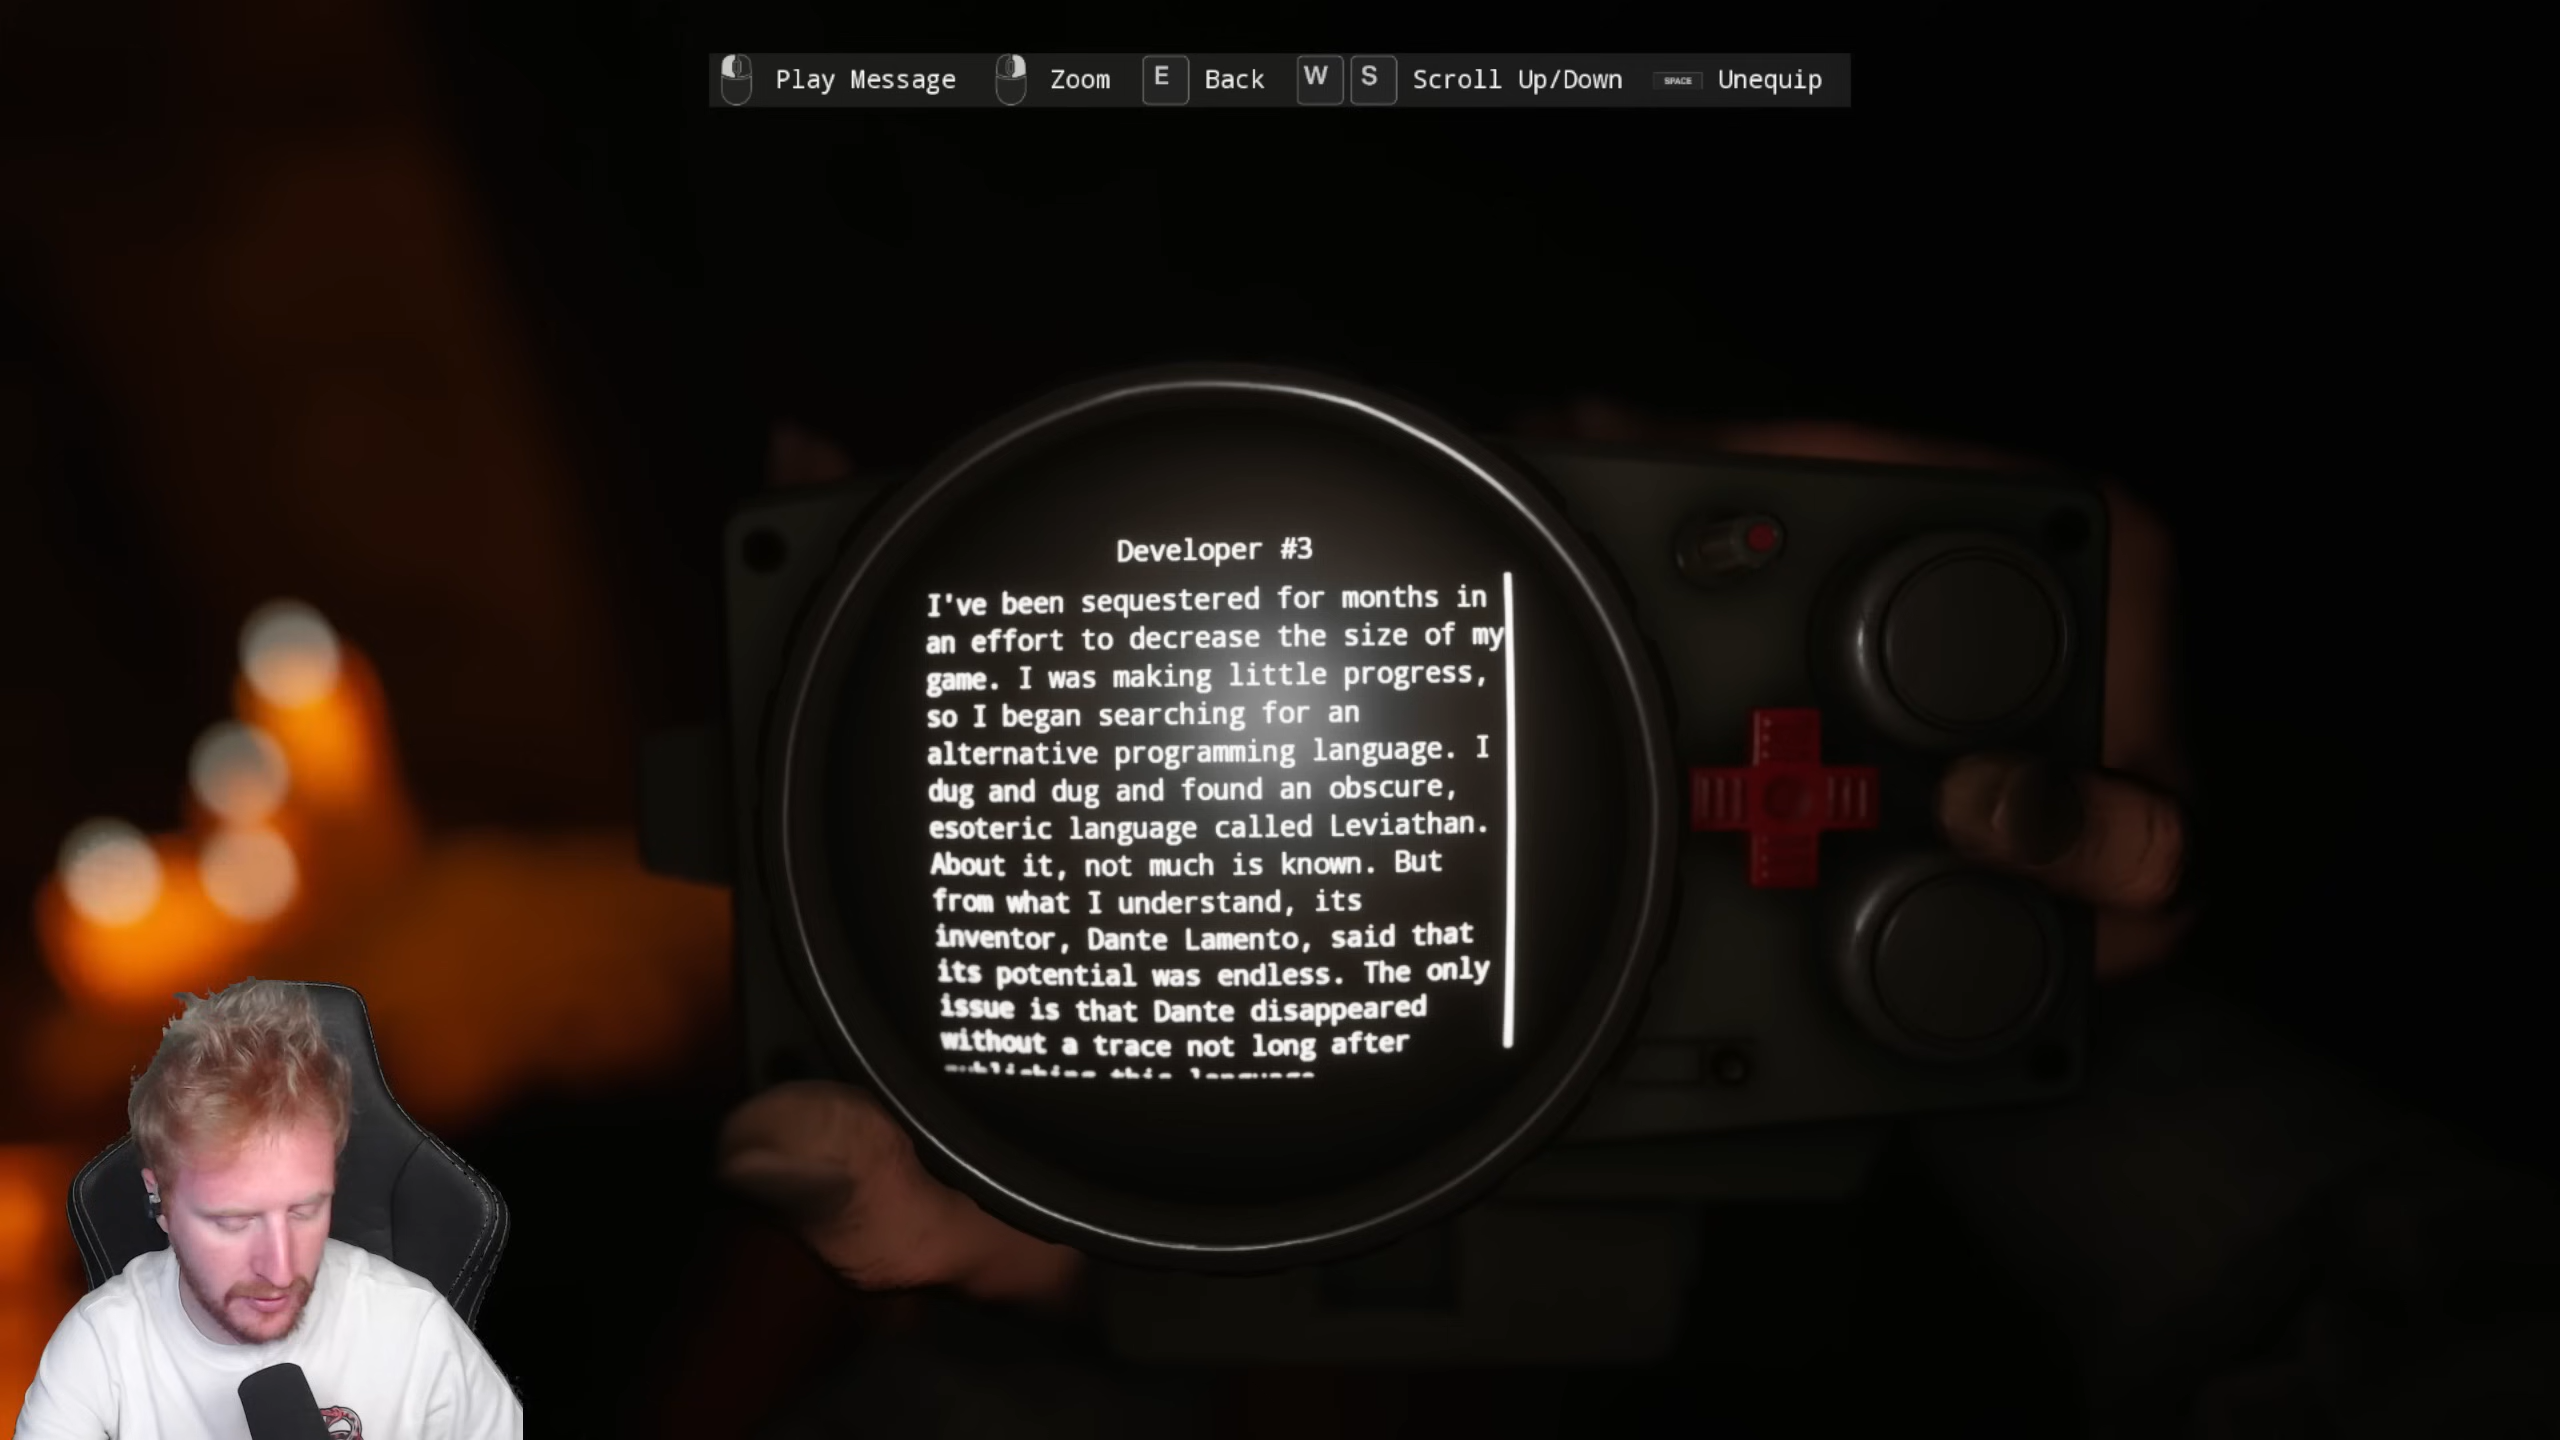 Play Message Zoom E Back W S Scroll Up/Down SPACE Unequip
Developer #3
I've been sequestered for months in
an effort to decrease the size of my
game. I was making little progress,
so I began searching for an
alternative programming language. I
dug and dug and found an obscure,
esoteric language called Leviathan.
About it, not much is known. But
from what I understand, its
inventor, Dante Lamento, said that
its potential was endless. The only
issue is that Dante disappeared
without a trace not long after
publishing this language